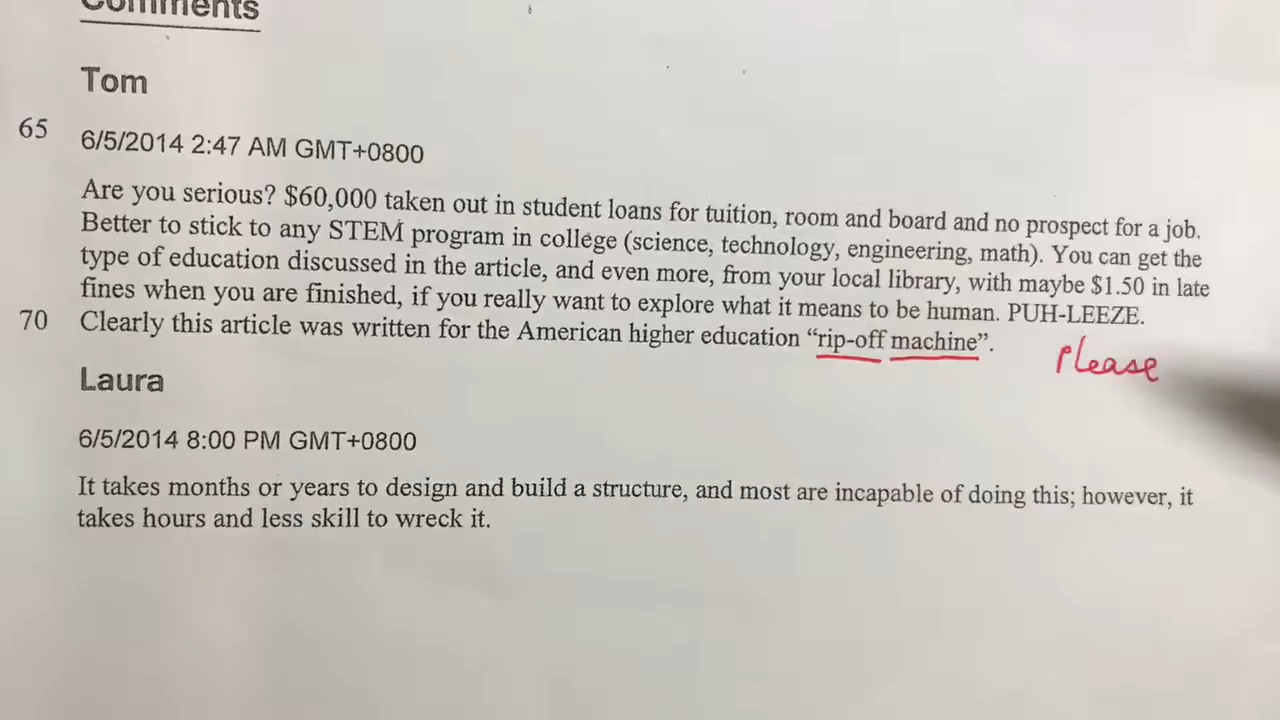 Comments
Tom
65
6/5/2014 2:47 AM GMT+0800
Are you serious? $60,000 taken out in student loans for tuition, room and board and no prospect for a job.
Better to stick to any STEM program in college (science, technology, engineering, math). You can get the
type of education discussed in the article, and even more, from your local library, with maybe $1.50 in late
fines when you are finished, if you really want to explore what it means to be human. PUH-LEEZE.
70 Clearly this article was written for the American higher education “rip-off machine”.
Please
Laura
6/5/2014 8:00 PM GMT+0800
It takes months or years to design and build a structure, and most are incapable of doing this; however, it
takes hours and less skill to wreck it.